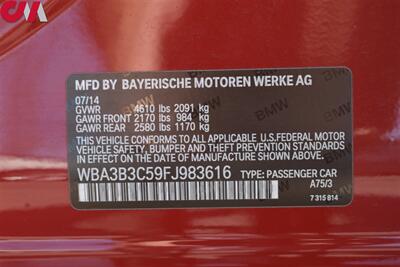 CM
MFD BY BAYERISCHE MOTOREN WERKE AG
07/14
GVWR 4610 lbs 2091 kg
GAWR FRONT 2170 lbs 984 kg
GAWR REAR 2580 lbs 1170 kg
THIS VEHICLE CONFORMS TO ALL APPLICABLE U.S.FEDERAL MOTOR
VEHICLE SAFETY, BUMPER, AND THEFT PREVENTION STANDARDS IN EFFECT
ON THE DATE OF MANUFACTURE SHOWN ABOVE.
WBA3B3C59FJ983616 TYPE: PASSENGER CAR
A75/3
7 315 814